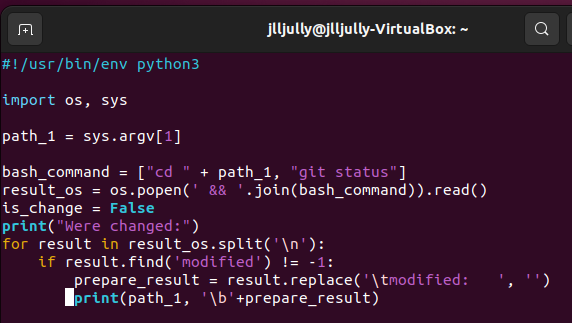 jlljully@jlljully-VirtualBox: ~
#!/usr/bin/env python3
import os, sys
path_1 = sys.argv[1]
bash_command = ["cd " + path_1, "git status"]
result_os = os.popen(' && '.join(bash_command)).read()
is_change = False
print("Were changed:")
for result in result_os.split('\n'):
    if result.find('modified') != -1:
        prepare_result = result.replace('\tmodified:   ', '')
        print(path_1, '\b'+prepare_result)